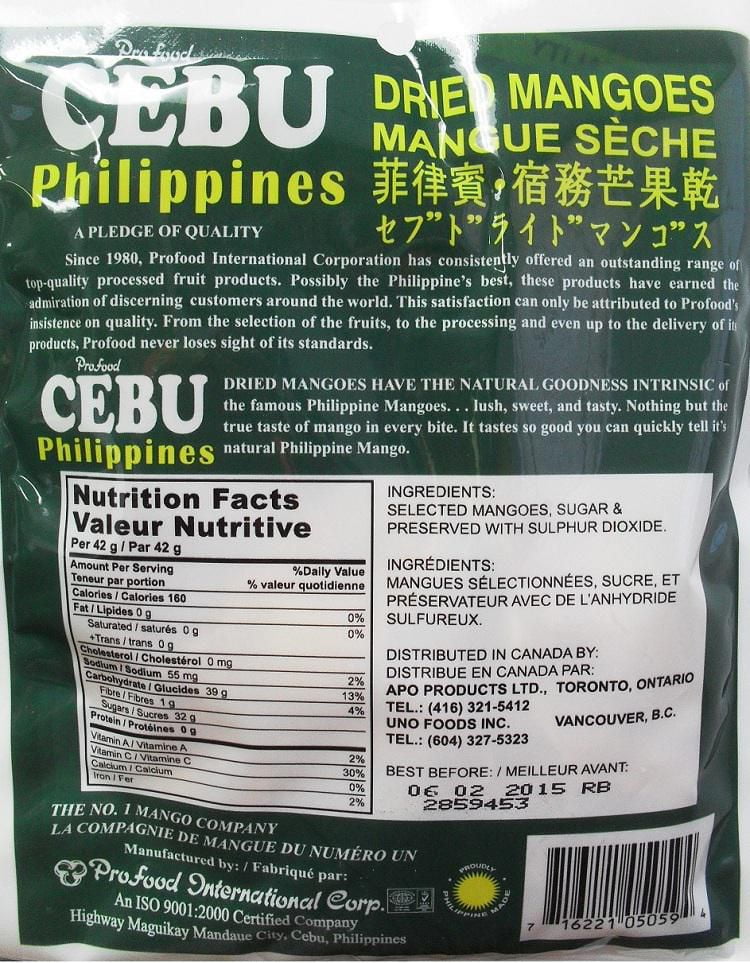 Profood
CEBU
Philippines
DRIED MANGOES
MANGUE SÈCHE
菲律賓,宿務芒果乾
セフ”ト”ライト”マンコ”ス
A PLEDGE OF QUALITY
Since 1980, Profood International Corporation has consistently offered an outstanding range of
top-quality processed fruit products. Possibly the Philippine's best, these products have earned the
admiration of discerning customers around the world. This satisfaction can only be attributed to Profood's
insistence on quality. From the selection of the fruits, to the processing and even up to the delivery of its
products, Profood never loses sight of its standards.
Profood
CEBU
Philippines
DRIED MANGOES HAVE THE NATURAL GOODNESS INTRINSIC of
the famous Philippine Mangoes. . . lush, sweet, and tasty. Nothing but the
true taste of mango in every bite. It tastes so good you can quickly tell it's
natural Philippine Mango.
Nutrition Facts
Valeur Nutritive
Per 42 g / Par 42 g
Amount Per Serving %Daily Value
Teneur par portion % valeur quotidienne
Calories / Calories 160
Fat / Lipides 0 g 0%
Saturated / saturés 0 g 0%
+Trans / trans 0 g
Cholesterol / Cholestérol 0 mg
Sodium / Sodium 55 mg 2%
Carbohydrate / Glucides 39 g 13%
Fibre / Fibres 1 g 4%
Sugars / Sucres 32 g
Protein / Protéines 0 g
Vitamin A / Vitamine A 2%
Vitamin C / Vitamine C 30%
Calcium / Calcium 0%
Iron / Fer 2%
INGREDIENTS:
SELECTED MANGOES, SUGAR &
PRESERVED WITH SULPHUR DIOXIDE.
INGRÉDIENTS:
MANGUES SÉLECTIONNÉES, SUCRE, ET
PRÉSERVATEUR AVEC DE L'ANHYDRIDE
SULFUREUX.
DISTRIBUTED IN CANADA BY:
DISTRIBUE EN CANADA PAR:
APO PRODUCTS LTD., TORONTO, ONTARIO
TEL.: (416) 321-5412
UNO FOODS INC. VANCOUVER, B.C.
TEL.: (604) 327-5323
BEST BEFORE: / MEILLEUR AVANT:
06 02 2015 RB
2859453
THE NO. 1 MANGO COMPANY
LA COMPAGNIE DE MANGUE DU NUMÉRO UN
Manufactured by: / Fabriqué par:
Profood International Corp.
An ISO 9001:2000 Certified Company
Highway Maguikay Mandaue City, Cebu, Philippines
PROUDLY
PHILIPPINE MADE
7 16221 05059 4